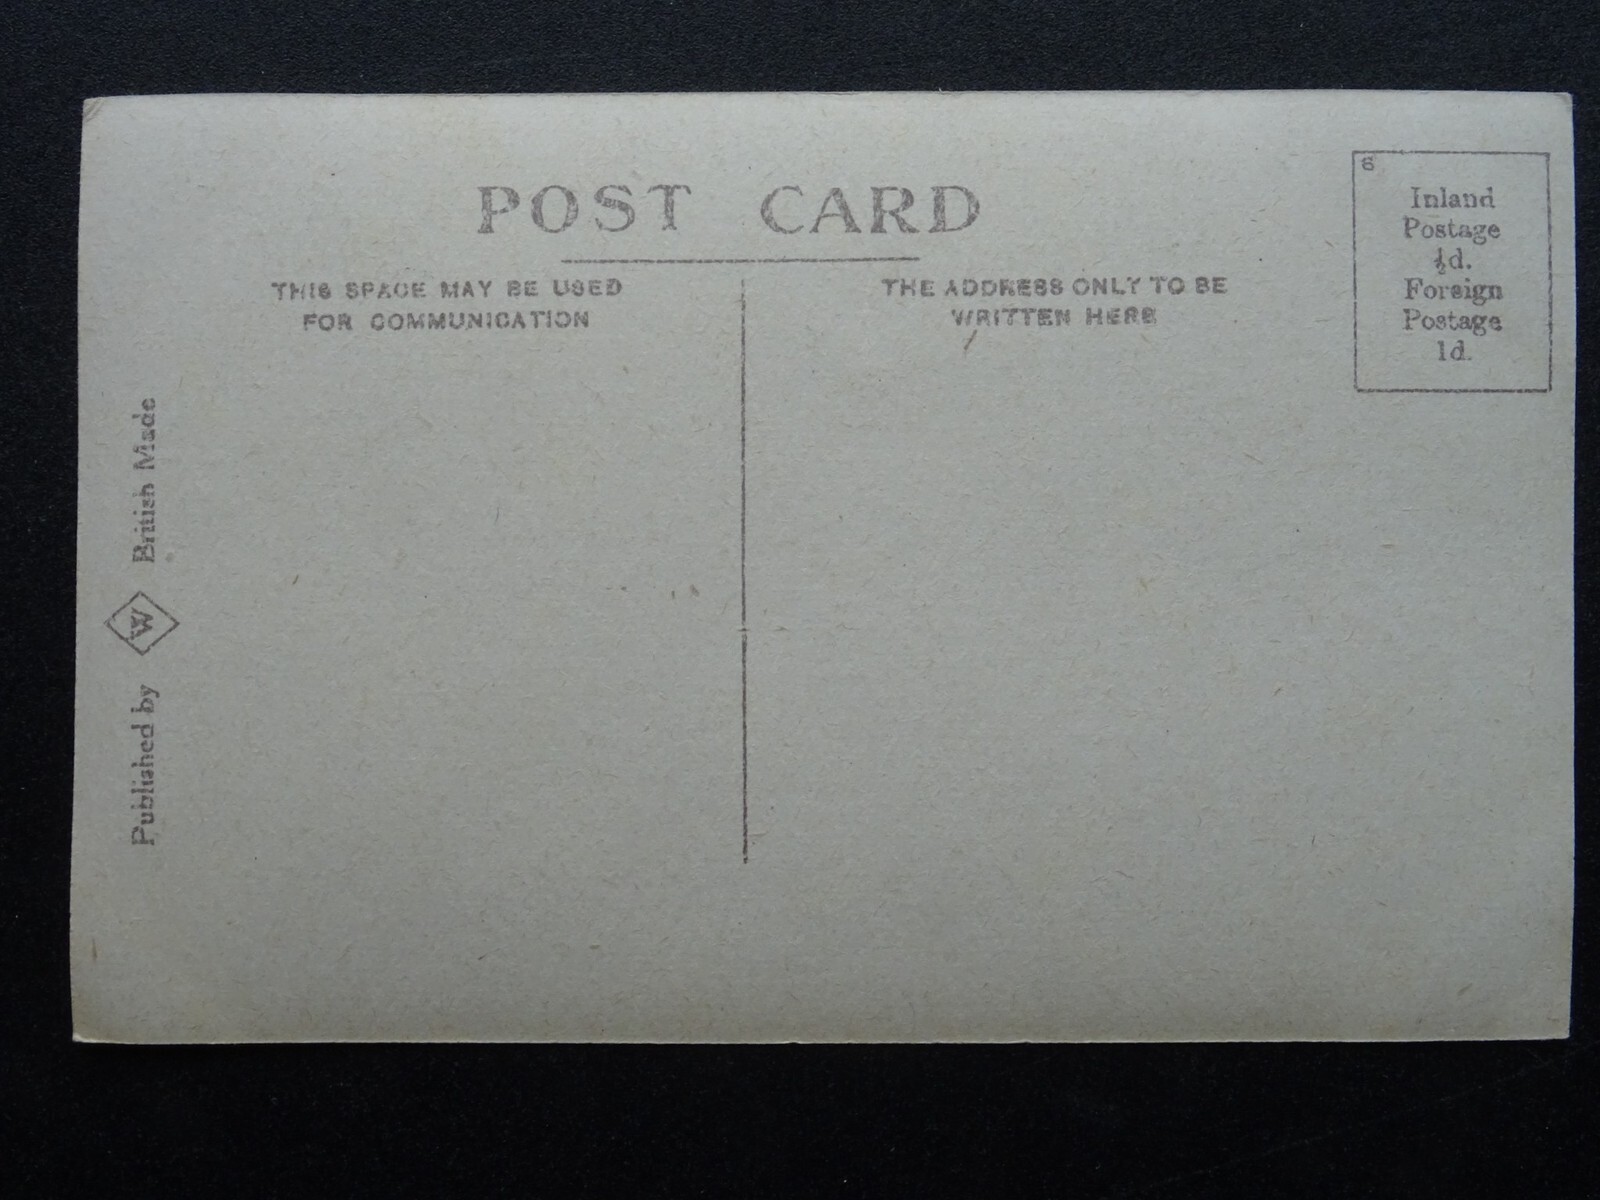 POST CARD
THIS SPACE MAY BE USED
FOR COMMUNICATION
THE ADDRESS ONLY TO BE
WRITTEN HERE
6
Inland
Postage
½d.
Foreign
Postage
1d.
Published by W British Made